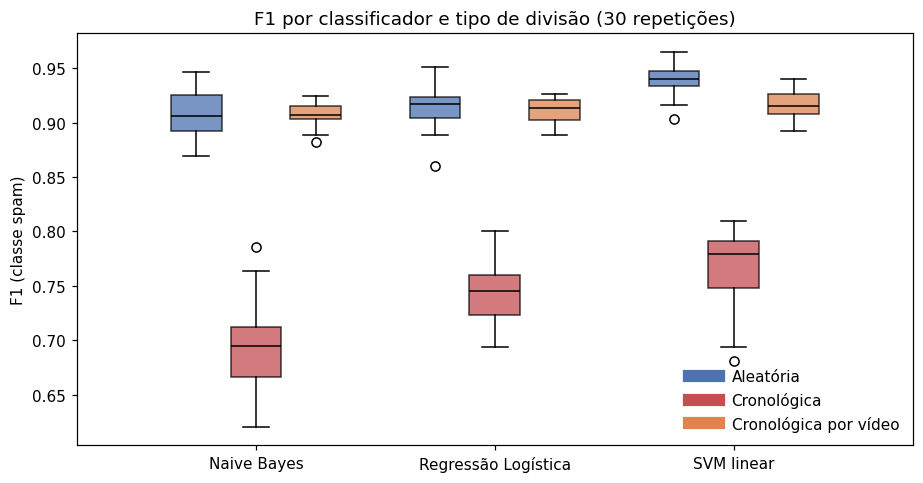 F1 por classificador e tipo de divisão (30 repetições)
F1 (classe spam)
0.95
0.90
0.85
0.80
0.75
0.70
0.65
Naive Bayes
Regressão Logística
SVM linear
Aleatória
Cronológica
Cronológica por vídeo